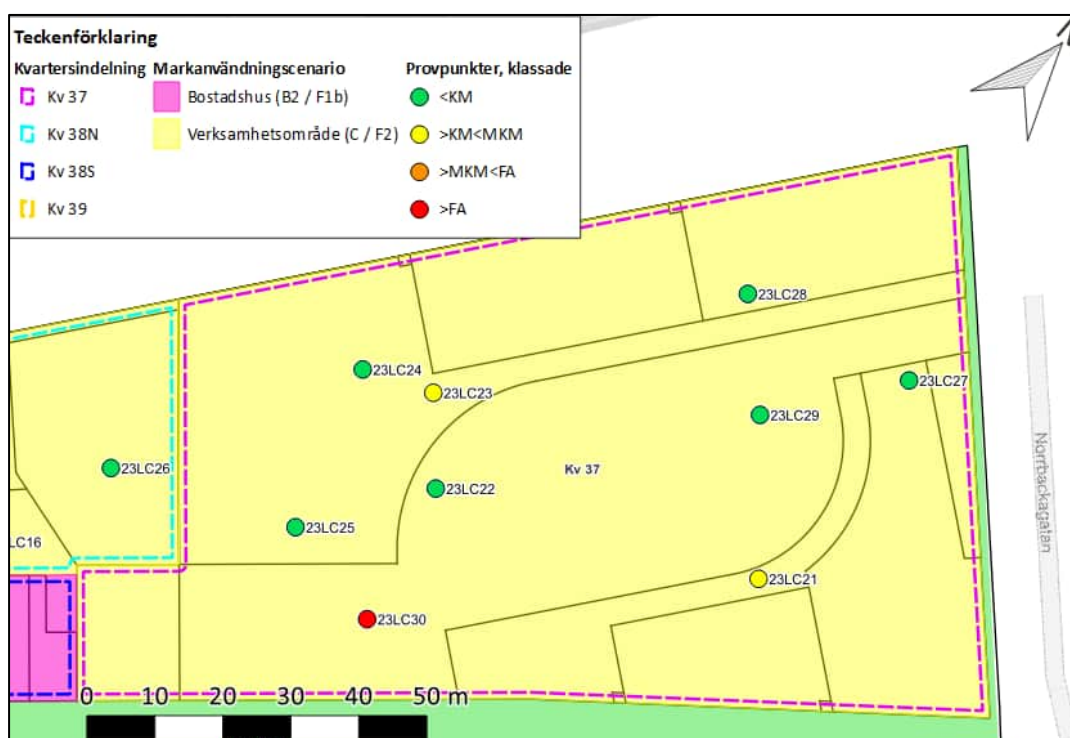 Teckenförklaring
Kvartersindelning Markanvändningscenario Provpunkter, klassade
Kv 37 Bostadshus (B2 / F1b) <KM
Kv 38N Verksamhetsområde (C / F2) >KM<MKM
Kv 38S >MKM<FA
Kv 39 >FA
23LC28
23LC24
23LC27
23LC23
23LC29
Norrbackagatan
23LC26
Kv 37
23LC22
23LC25
LC16
23LC21
23LC30
0 10 20 30 40 50 m